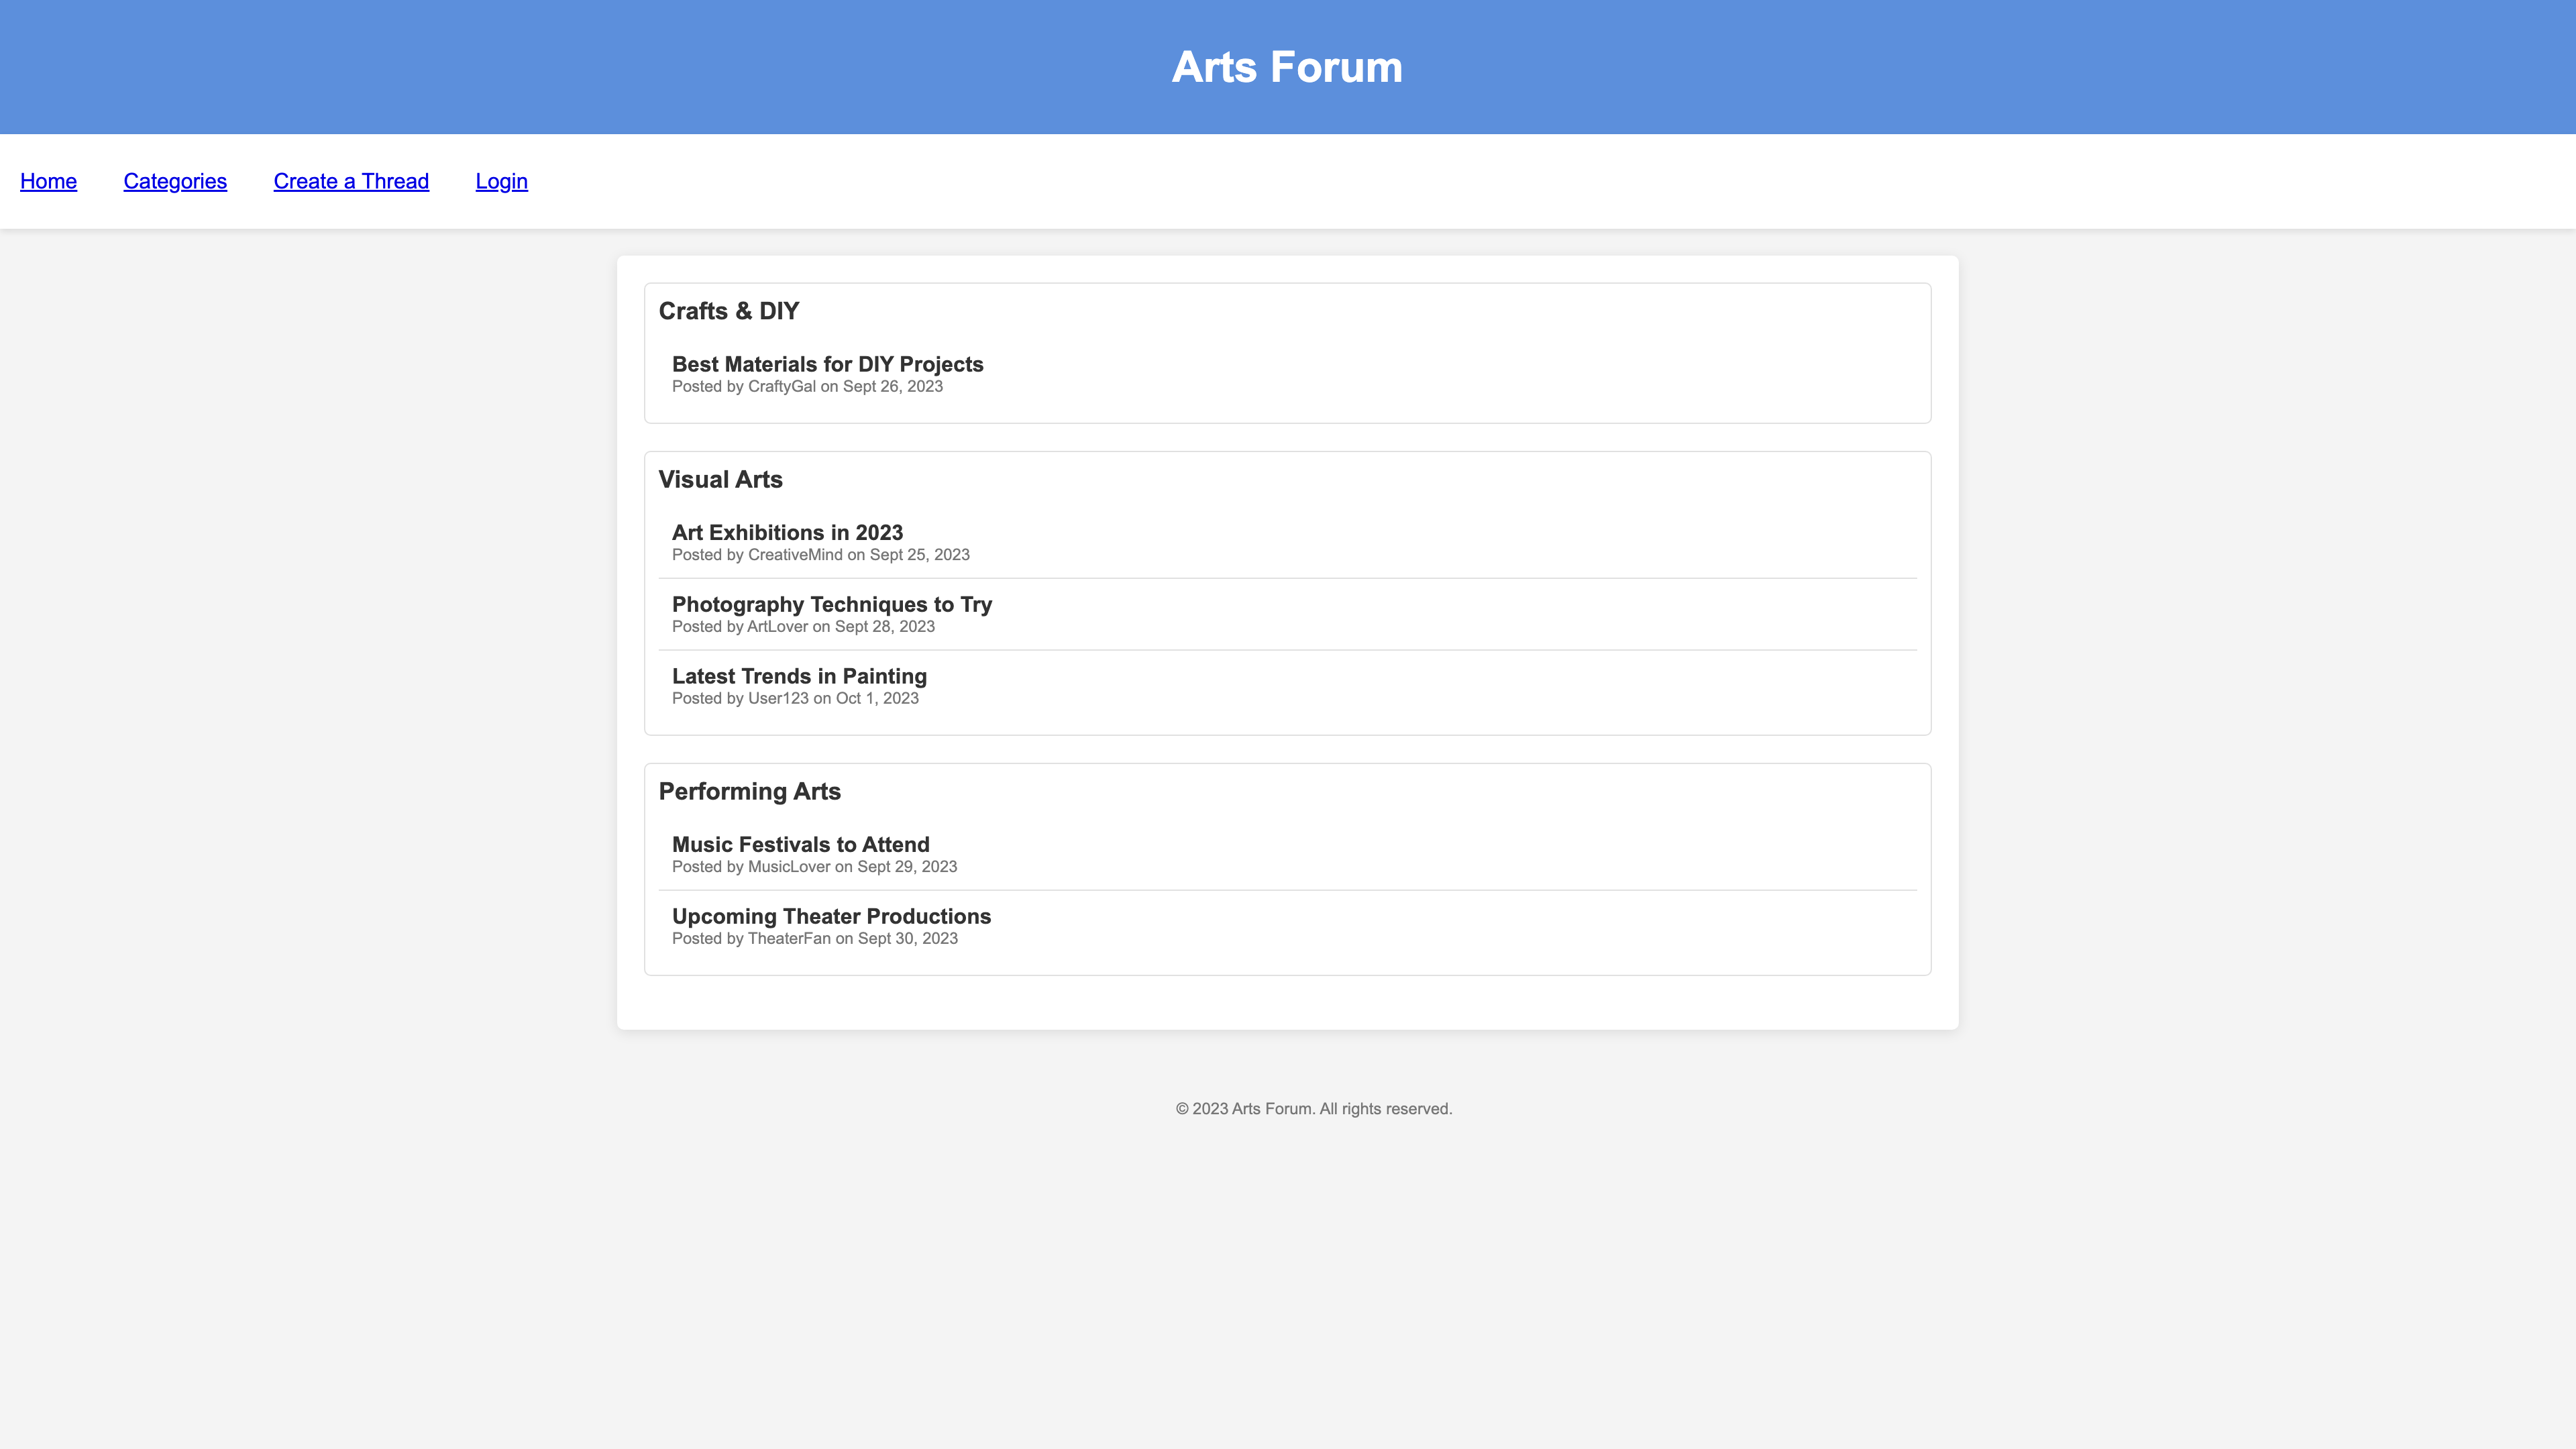 Arts Forum
Home Categories Create a Thread Login
Crafts & DIY
Best Materials for DIY Projects
Posted by CraftyGal on Sept 26, 2023
Visual Arts
Art Exhibitions in 2023
Posted by CreativeMind on Sept 25, 2023
Photography Techniques to Try
Posted by ArtLover on Sept 28, 2023
Latest Trends in Painting
Posted by User123 on Oct 1, 2023
Performing Arts
Music Festivals to Attend
Posted by MusicLover on Sept 29, 2023
Upcoming Theater Productions
Posted by TheaterFan on Sept 30, 2023
© 2023 Arts Forum. All rights reserved.